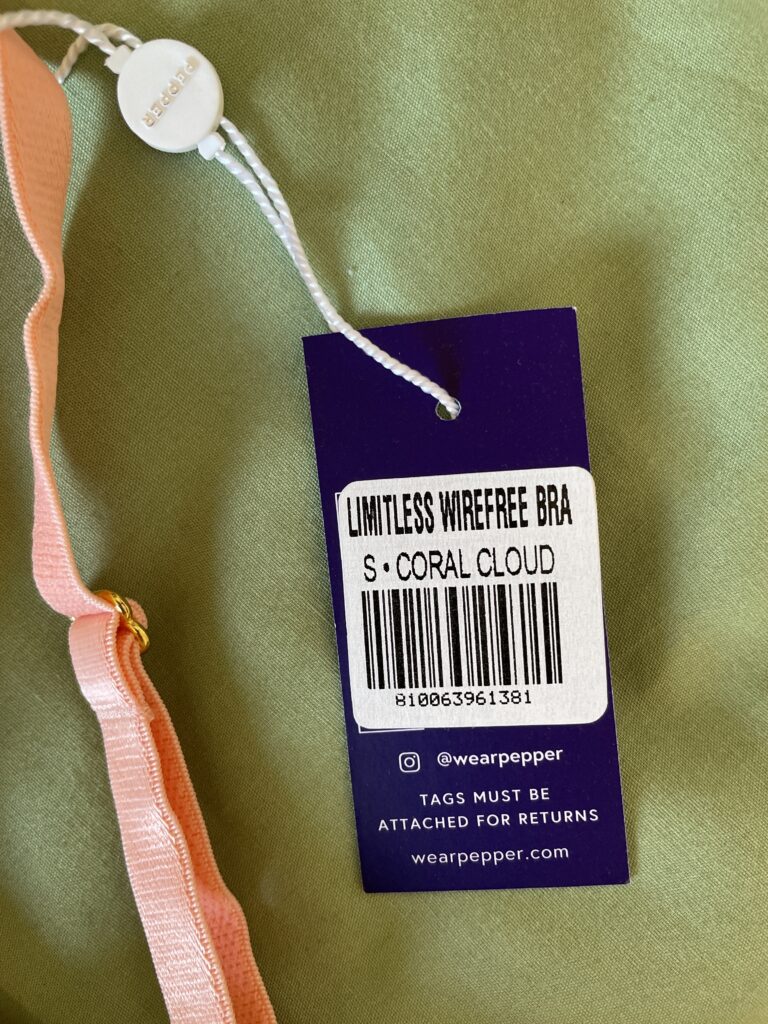 PEPPER
LIMITLESS WIREFREE BRA
S • CORAL CLOUD
810063961381
@wearpepper
TAGS MUST BE
ATTACHED FOR RETURNS
wearpepper.com